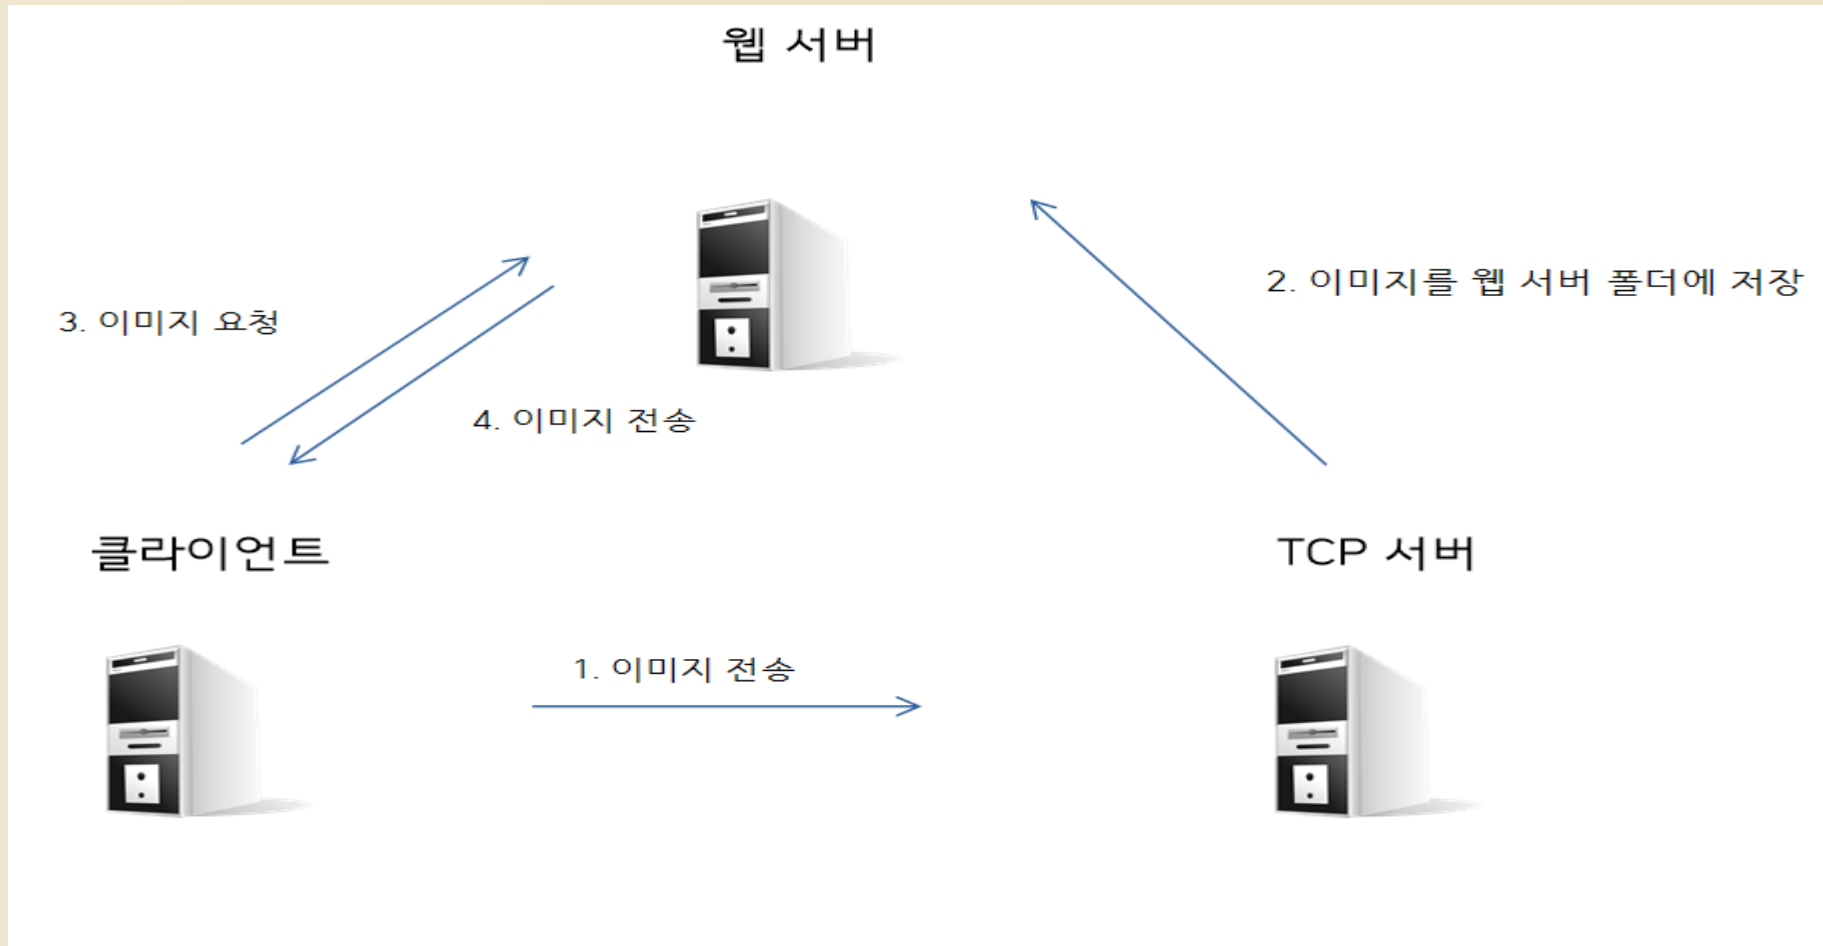 웹 서버
2. 이미지를 웹 서버 폴더에 저장
3. 이미지 요청
4. 이미지 전송
클라이언트
TCP 서버
1. 이미지 전송